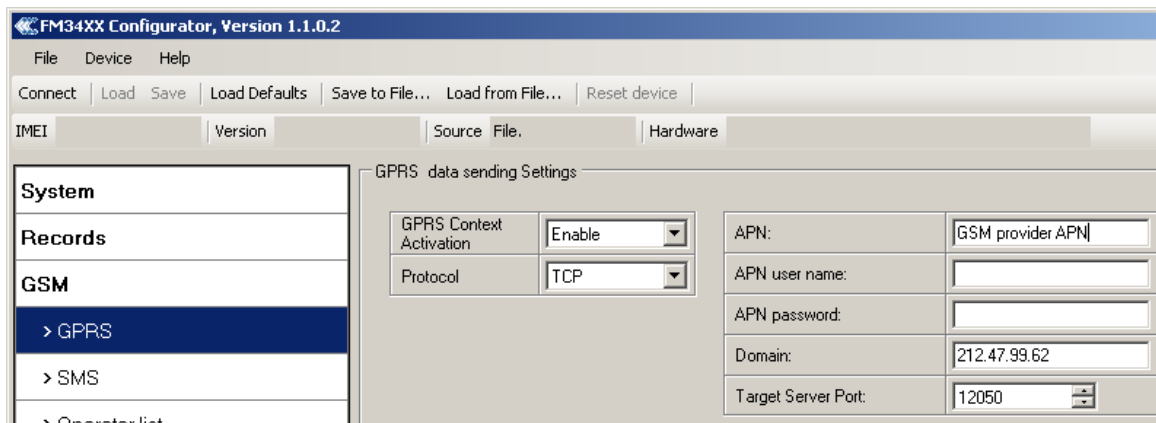 FM34XX Configurator, Version 1.1.0.2
File Device Help
Connect Load Save Load Defaults Save to File... Load from File... Reset device
IMEI Version Source File. Hardware
System
Records
GSM
> GPRS
> SMS
> Operator list
GPRS data sending Settings
GPRS Context
Activation
Enable
Protocol
TCP
APN:
GSM provider APN
APN user name:
APN password:
Domain:
212.47.99.62
Target Server Port:
12050